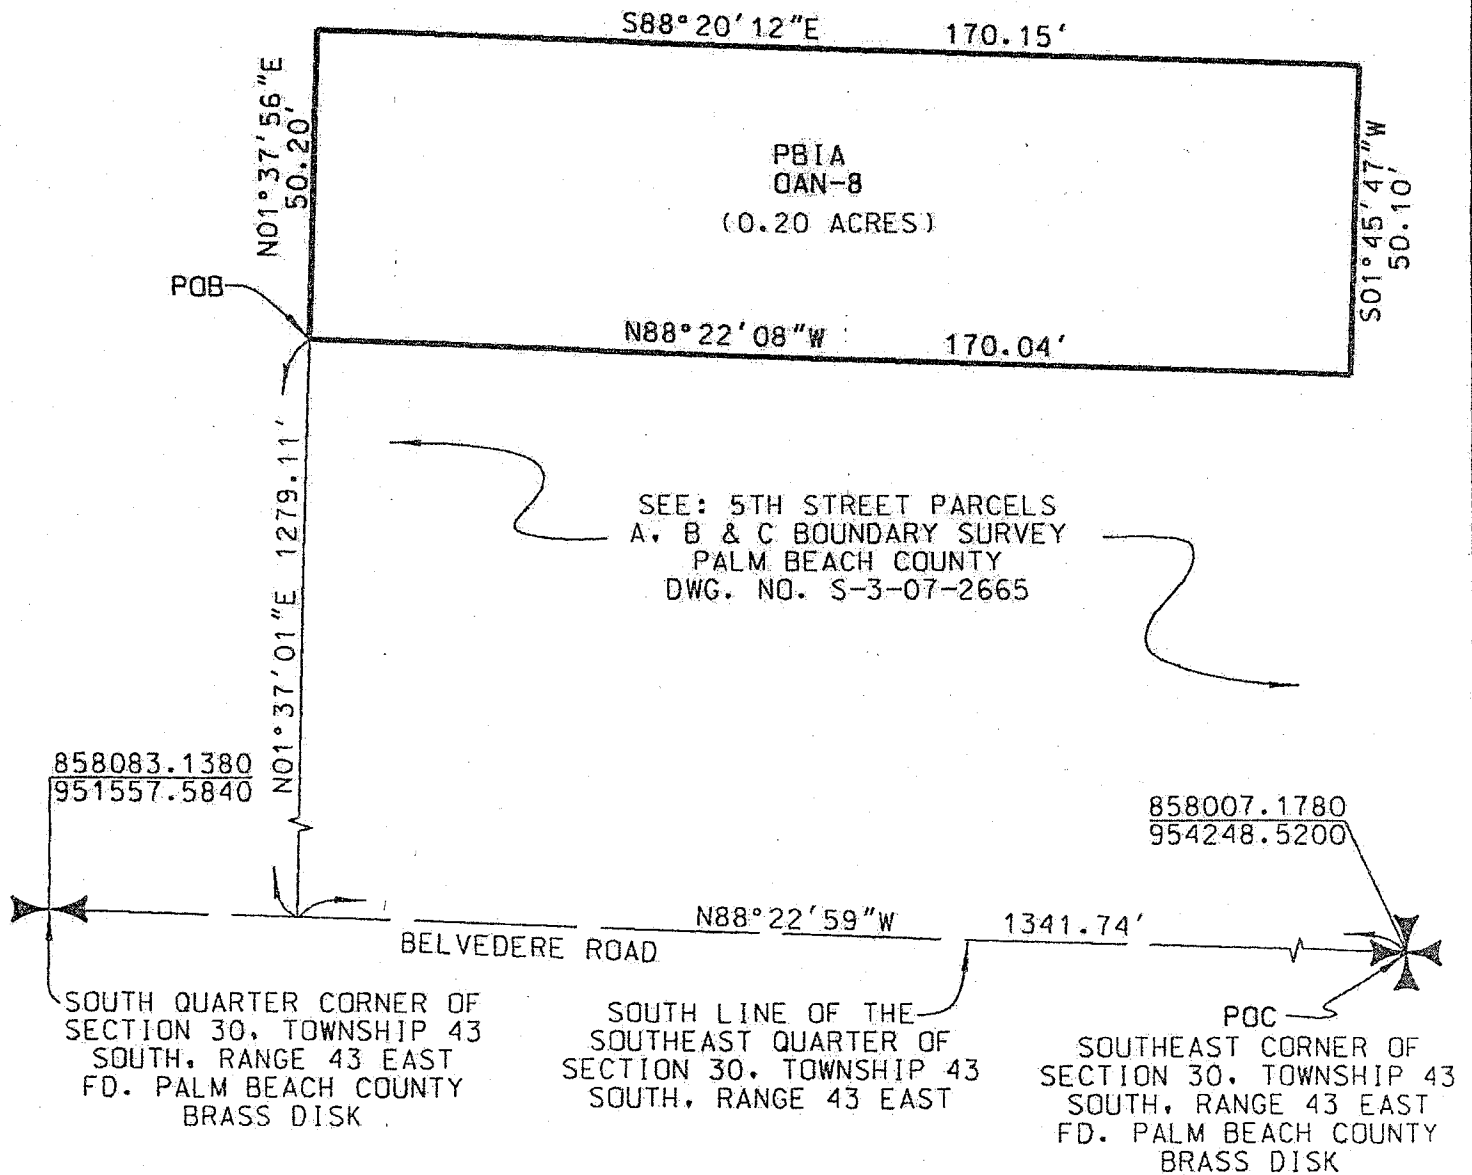 S88°20'12"E 170.15'
N01°37'56"E
50.20'
PBIA
OAN-8
(0.20 ACRES)
S01°45'47"W
50.10'
POB
N88°22'08"W 170.04'
N01°37'01"E 1279.11'
SEE: 5TH STREET PARCELS
A, B & C BOUNDARY SURVEY
PALM BEACH COUNTY
DWG. NO. S-3-07-2665
858083.1380
951557.5840
858007.1780
954248.5200
N88°22'59"W 1341.74'
BELVEDERE ROAD
SOUTH QUARTER CORNER OF
SECTION 30, TOWNSHIP 43
SOUTH, RANGE 43 EAST
FD. PALM BEACH COUNTY
BRASS DISK
SOUTH LINE OF THE
SOUTHEAST QUARTER OF
SECTION 30, TOWNSHIP 43
SOUTH, RANGE 43 EAST
POC
SOUTHEAST CORNER OF
SECTION 30, TOWNSHIP 43
SOUTH, RANGE 43 EAST
FD. PALM BEACH COUNTY
BRASS DISK